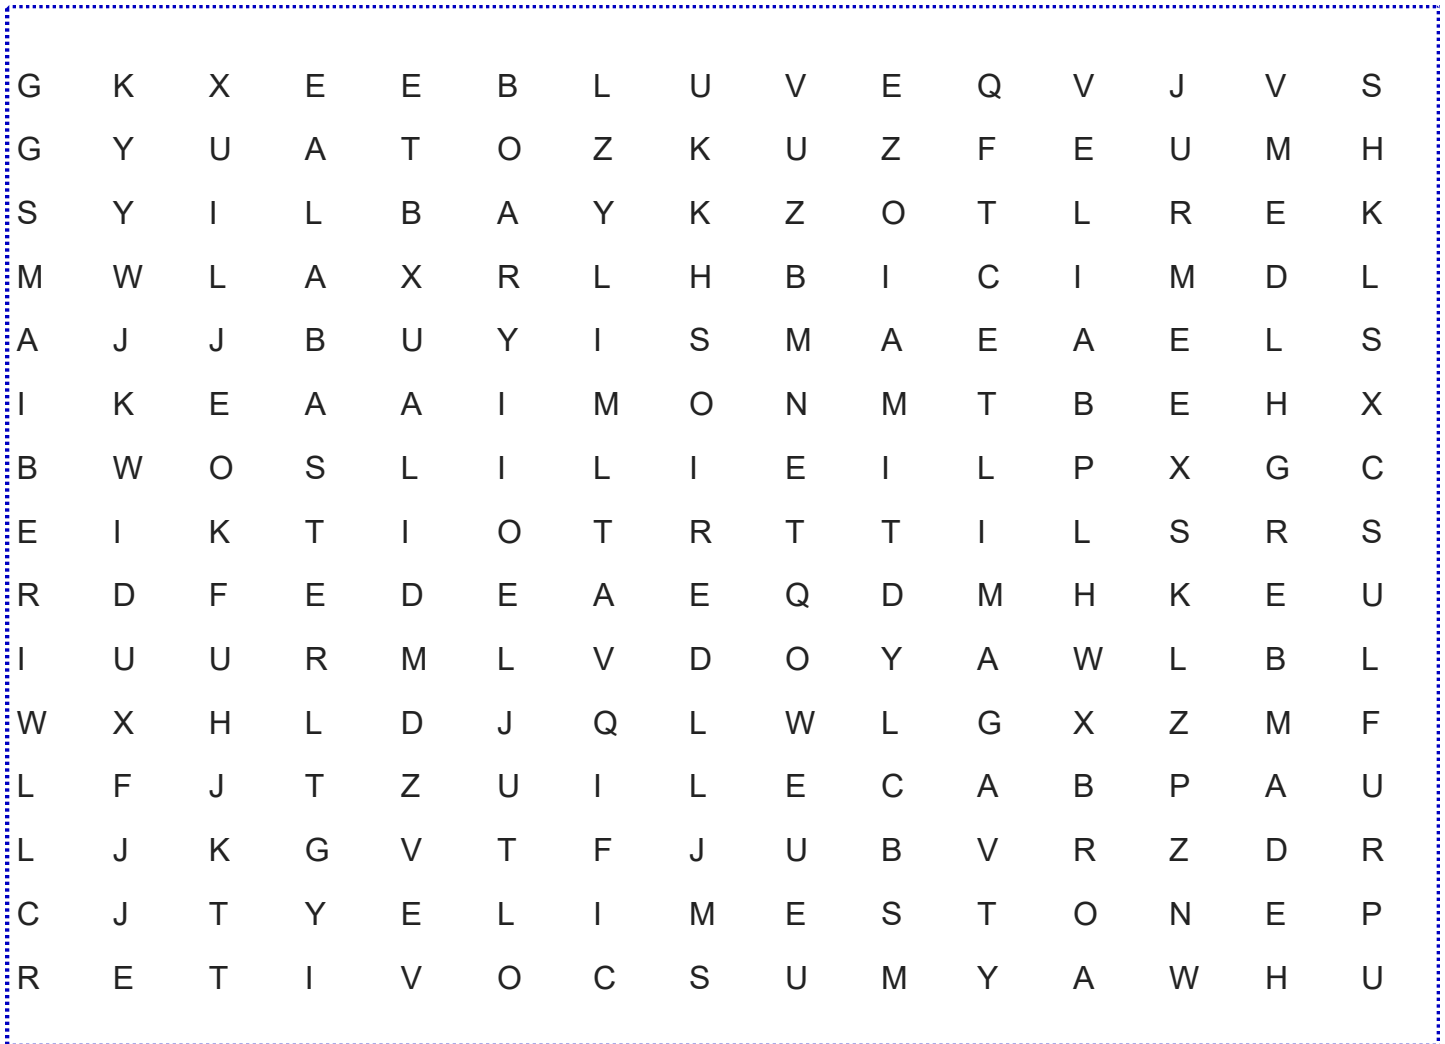 G K X E E B L U V E Q V J V S
G Y U A T O Z K U Z F E U M H
S Y I L B A Y K Z O T L R E K
M W L A X R L H B I C I M D L
A J J B U Y I S M A E A E L S
I K E A A I M O N M T B E H X
B W O S L I L I E I L P X G C
E I K T I O T R T T I L S R S
R D F E D E A E Q D M H K E U
I U U R M L V D O Y A W L B L
W X H L D J Q L W L G X Z M F
L F J T Z U I L E C A B P A U
L J K G V T F J U B V R Z D R
C J T Y E L I M E S T O N E P
R E T I V O C S U M Y A W H U